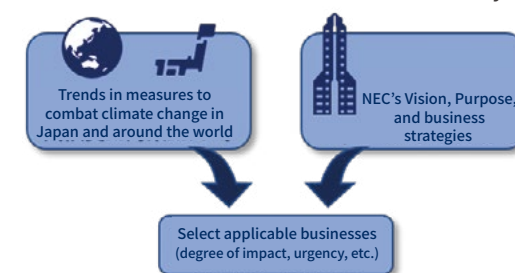 Trends in measures to
combat climate change in
Japan and around the world
NEC's Vision, Purpose,
and business
strategies
Select applicable businesses
(degree of impact, urgency, etc.)